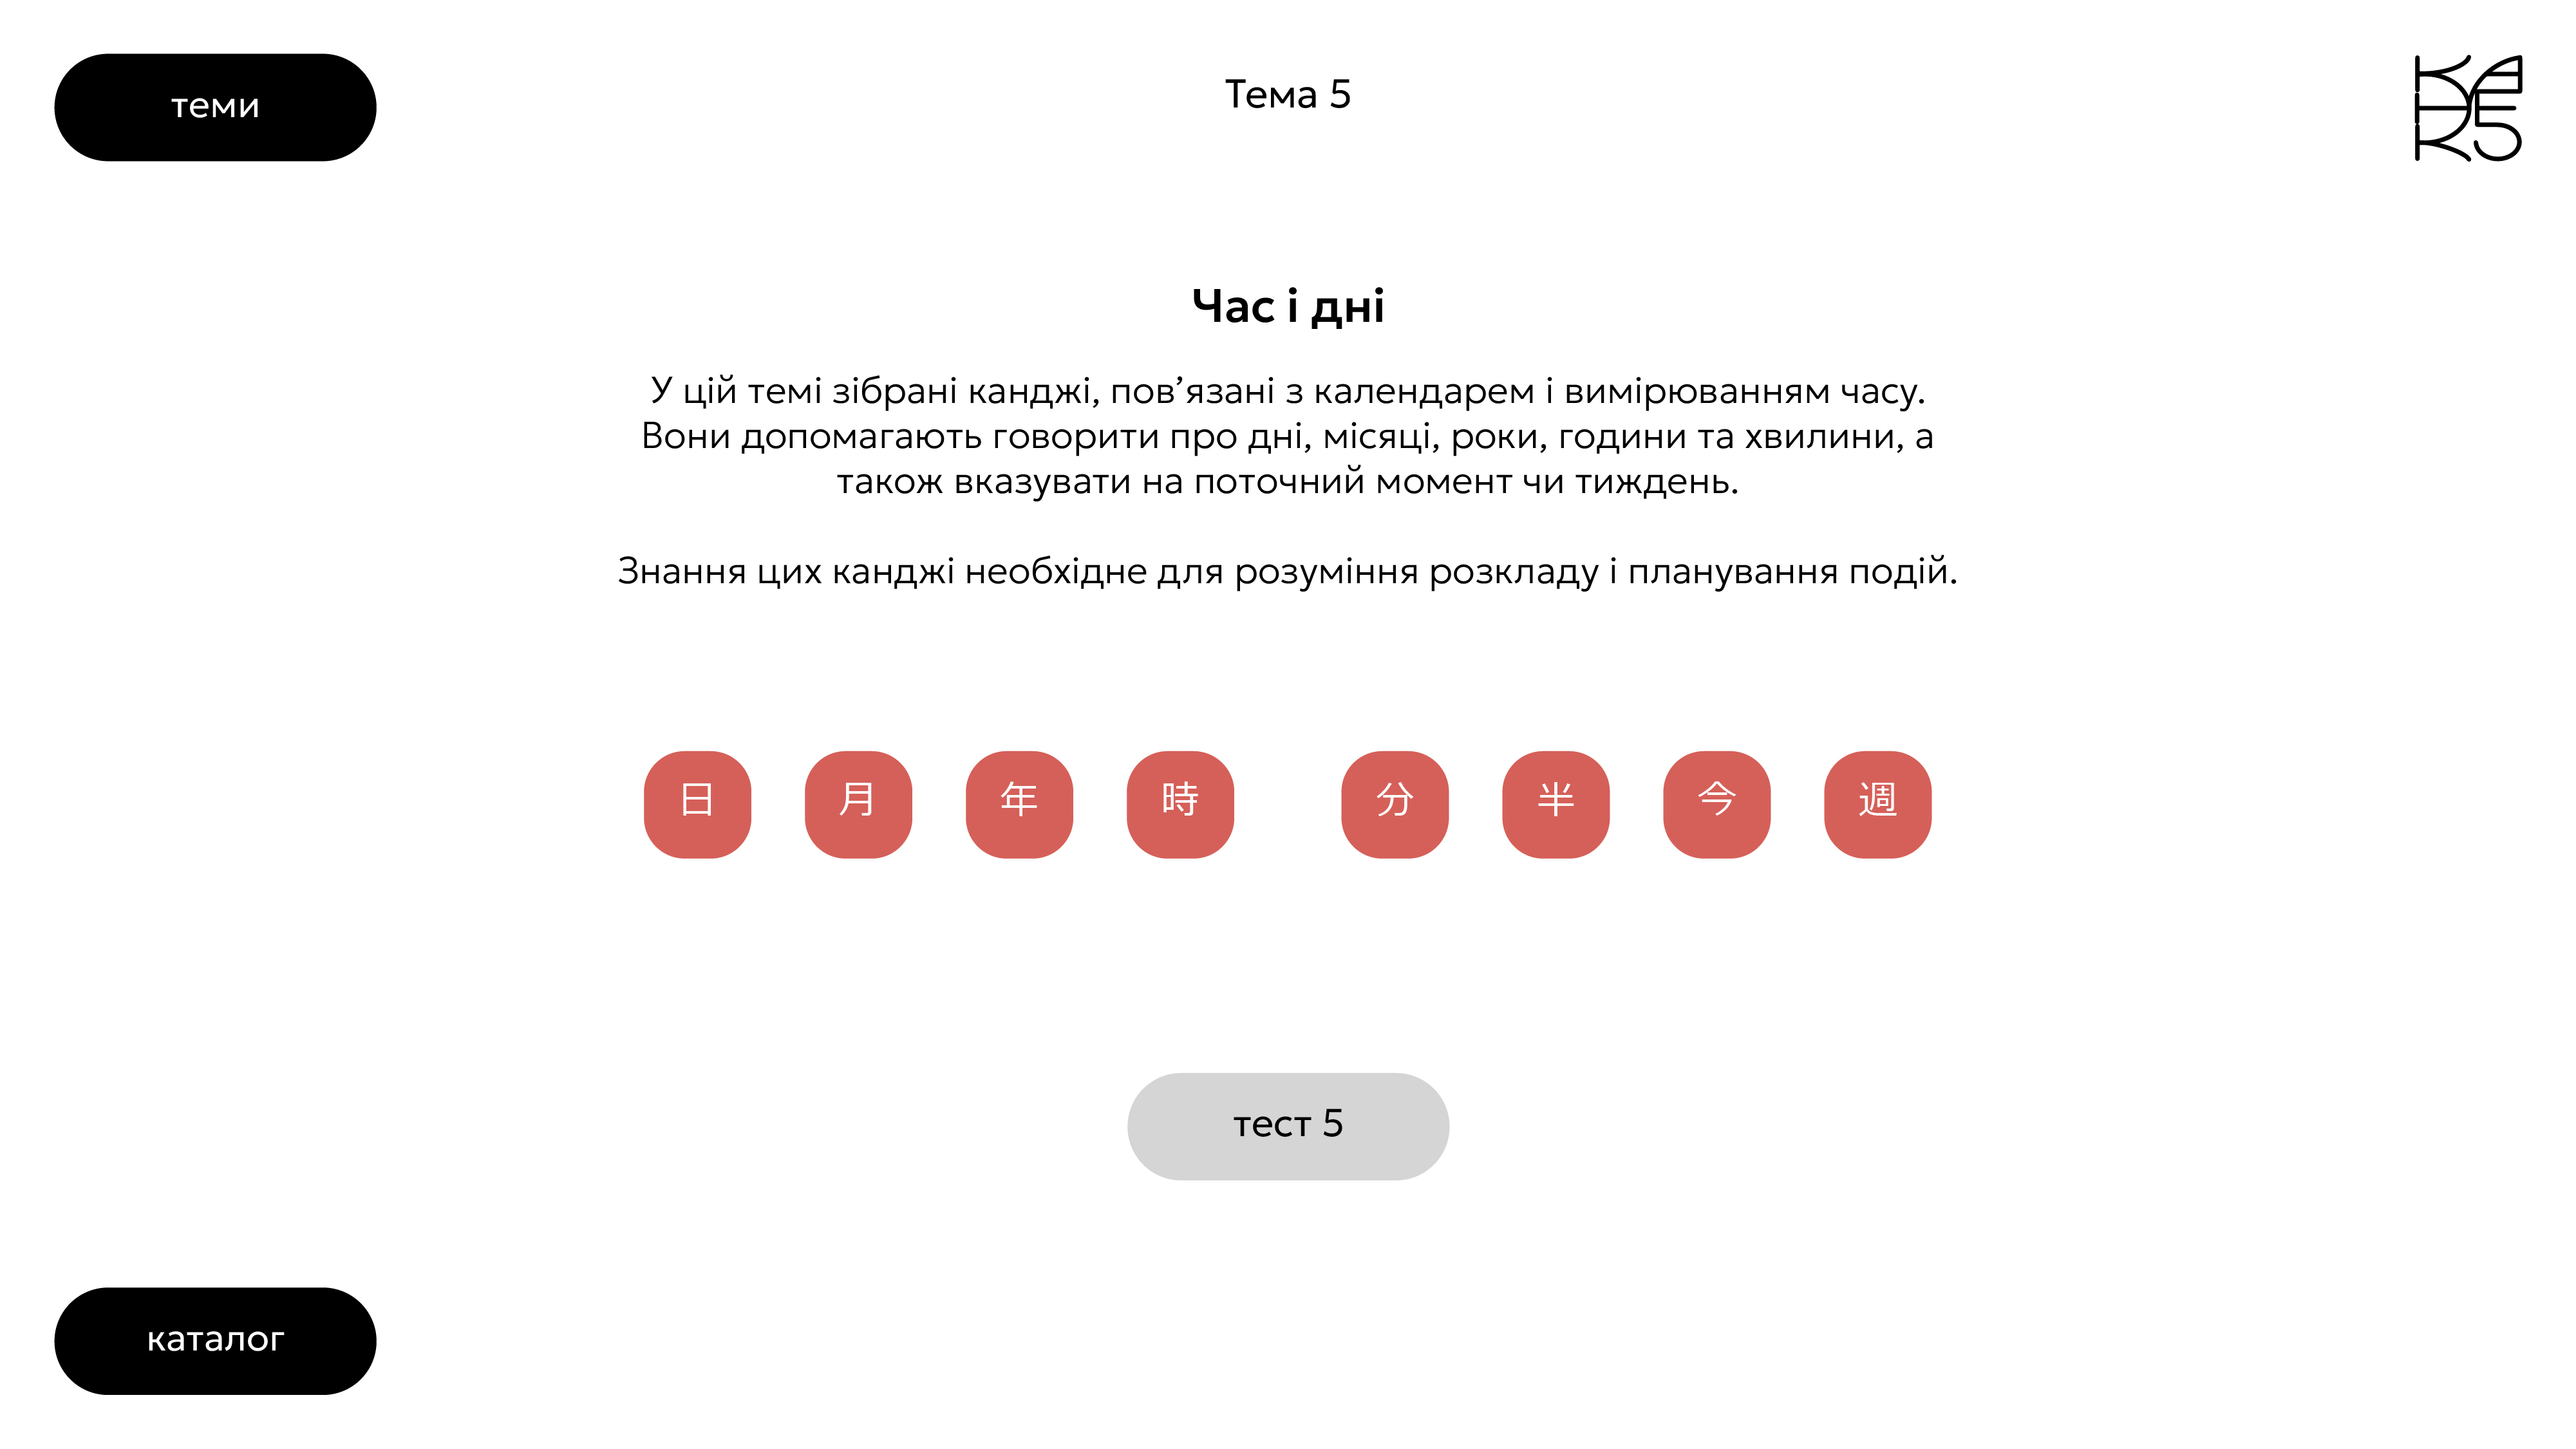 теми
Тема 5
Час і дні
У цій темі зібрані канджі, пов’язані з календарем і вимірюванням часу.
Вони допомагають говорити про дні, місяці, роки, години та хвилини, а
також вказувати на поточний момент чи тиждень.
Знання цих канджі необхідне для розуміння розкладу і планування подій.
日 月 年 時 分 半 今 週
тест 5
каталог